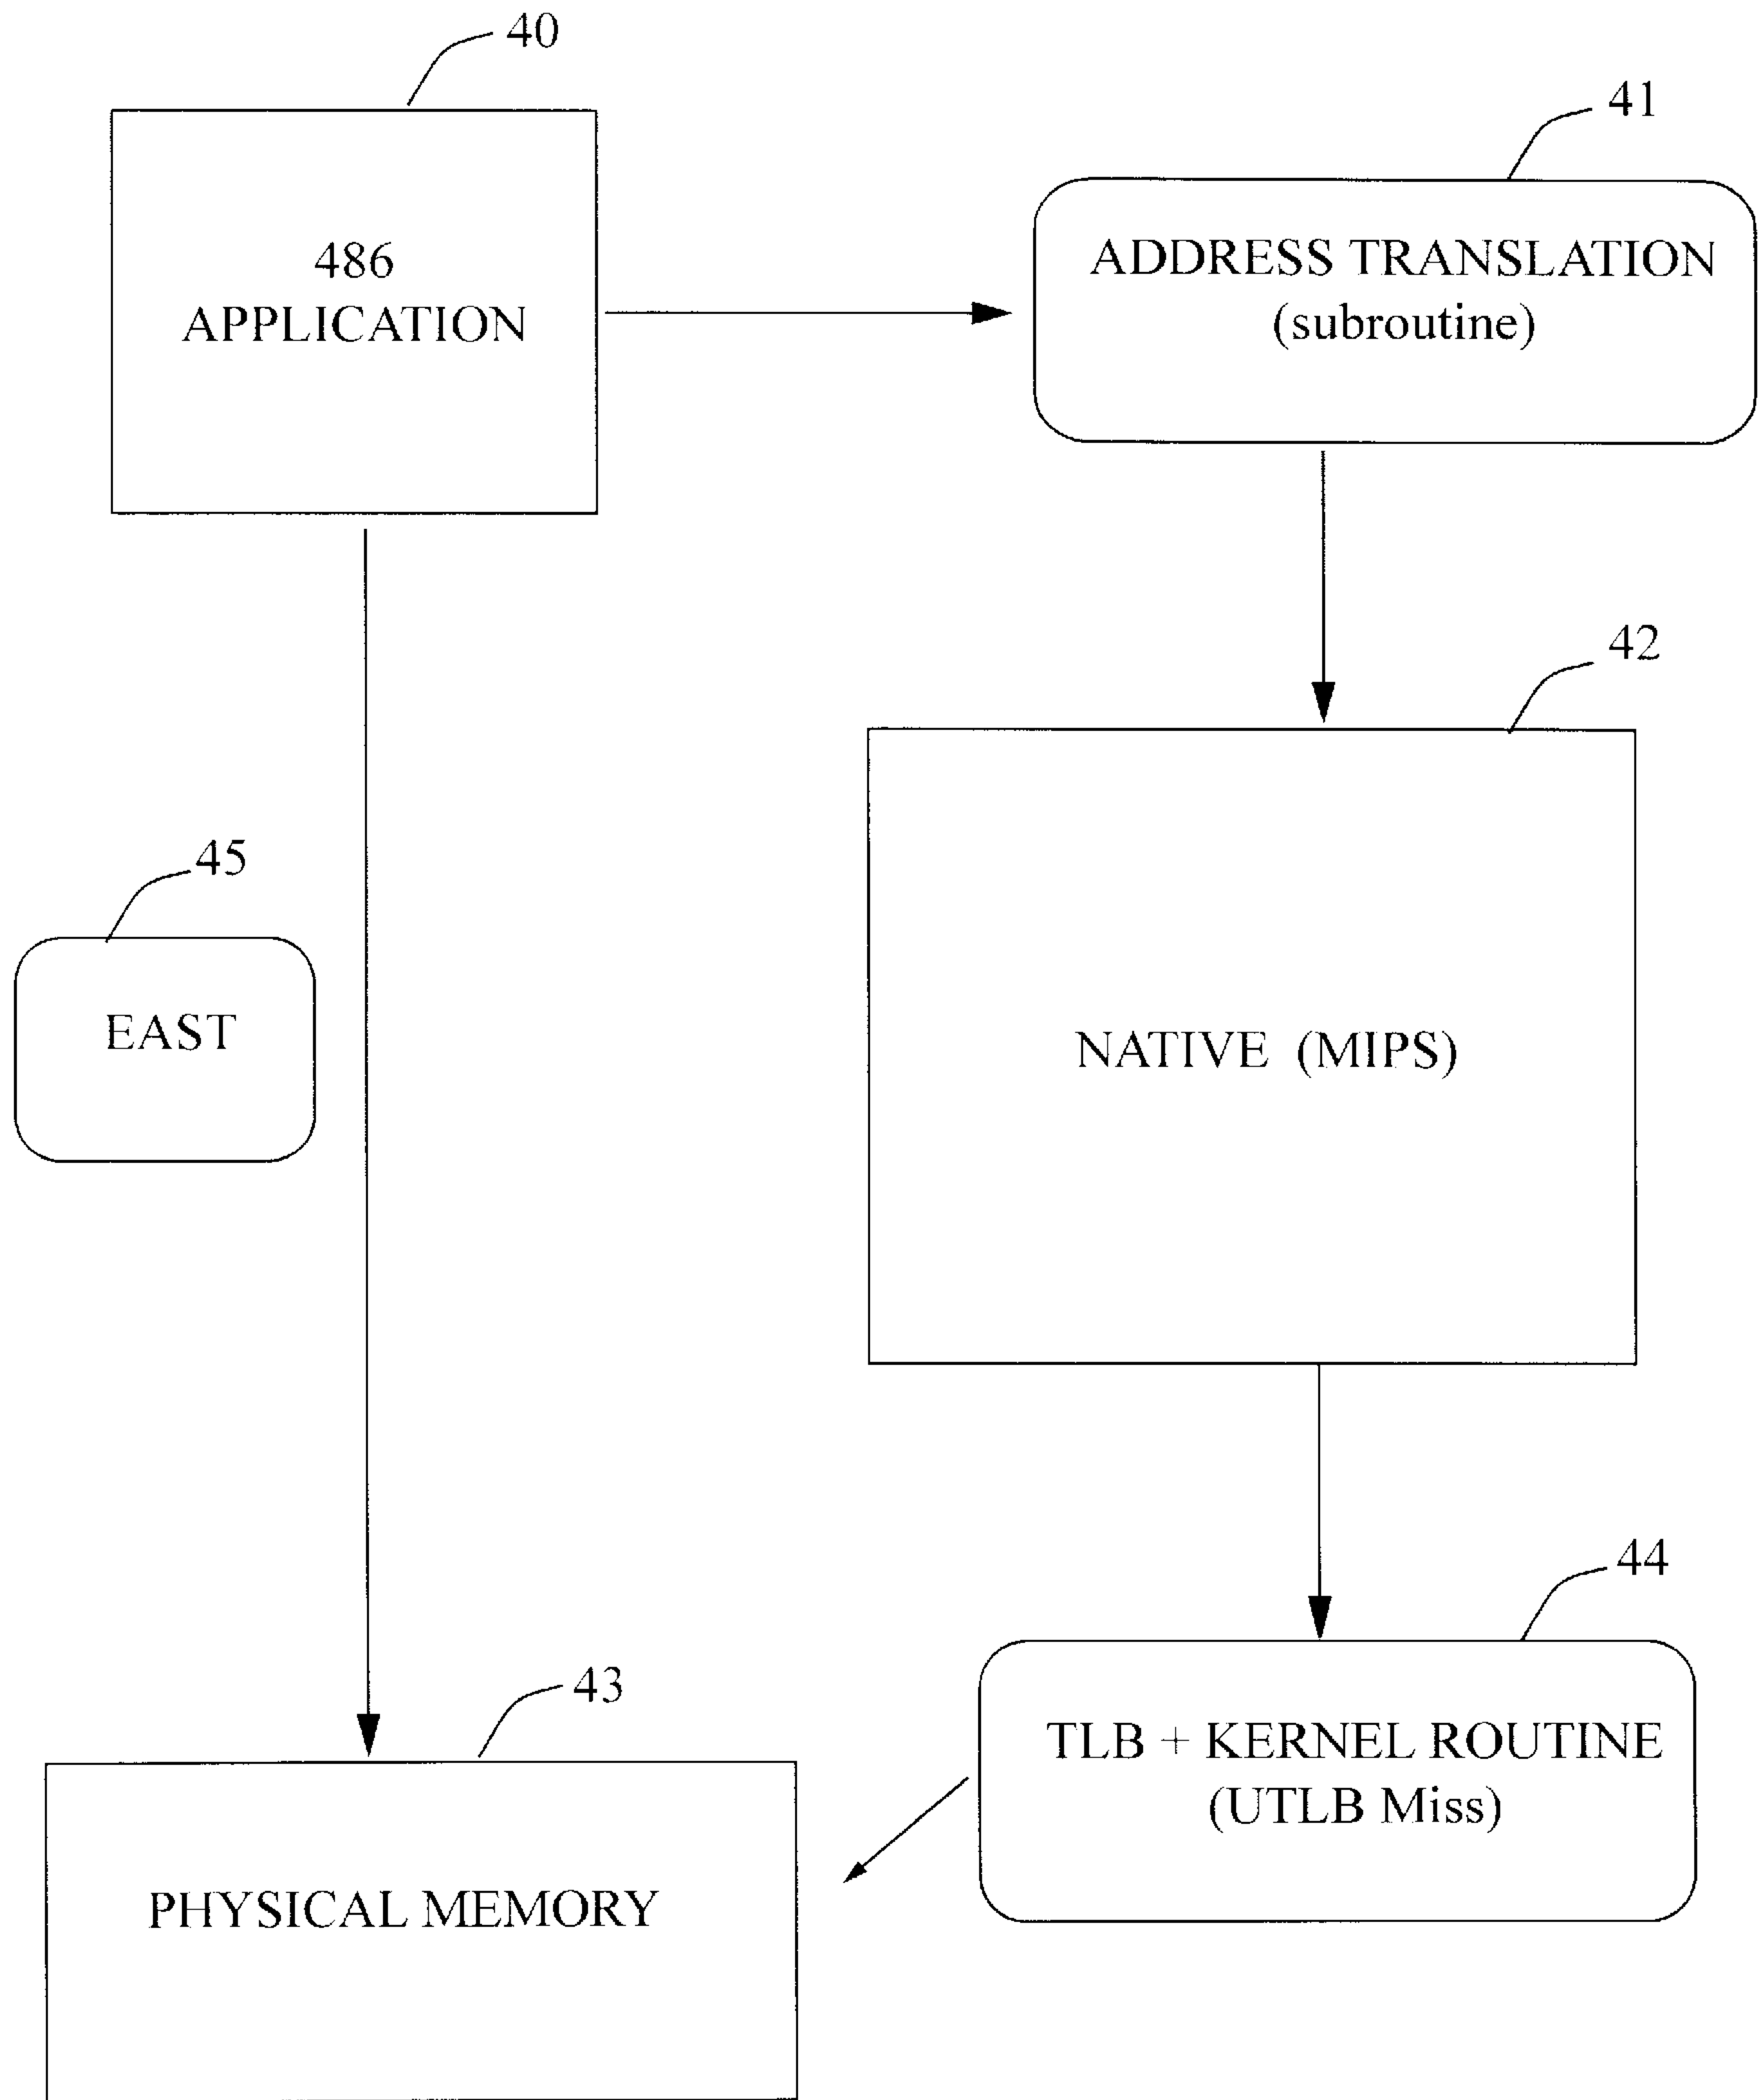 40
41
486
APPLICATION
ADDRESS TRANSLATION
(subroutine)
42
45
EAST
NATIVE (MIPS)
44
43
TLB + KERNEL ROUTINE
(UTLB Miss)
PHYSICAL MEMORY